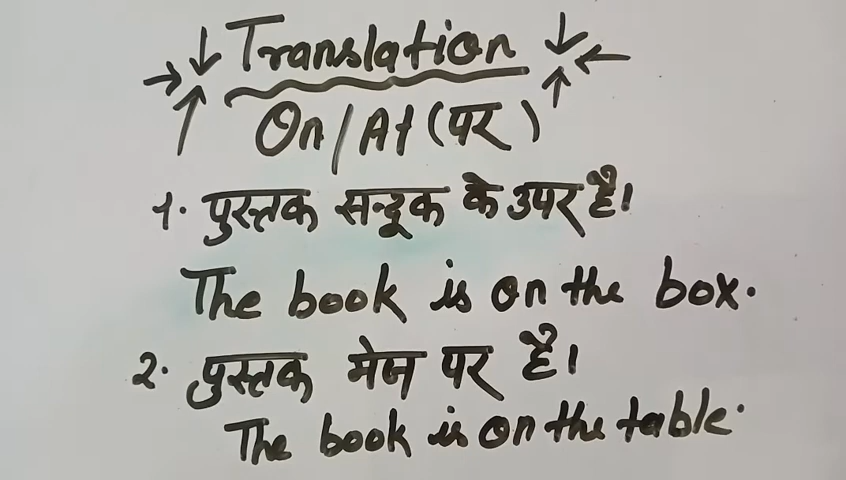 Translation
On/At (पर)
1. पुस्तक सन्दूक के उपर है।
The book is on the box.
2. पुस्तक मेज पर है।
The book is on the table.